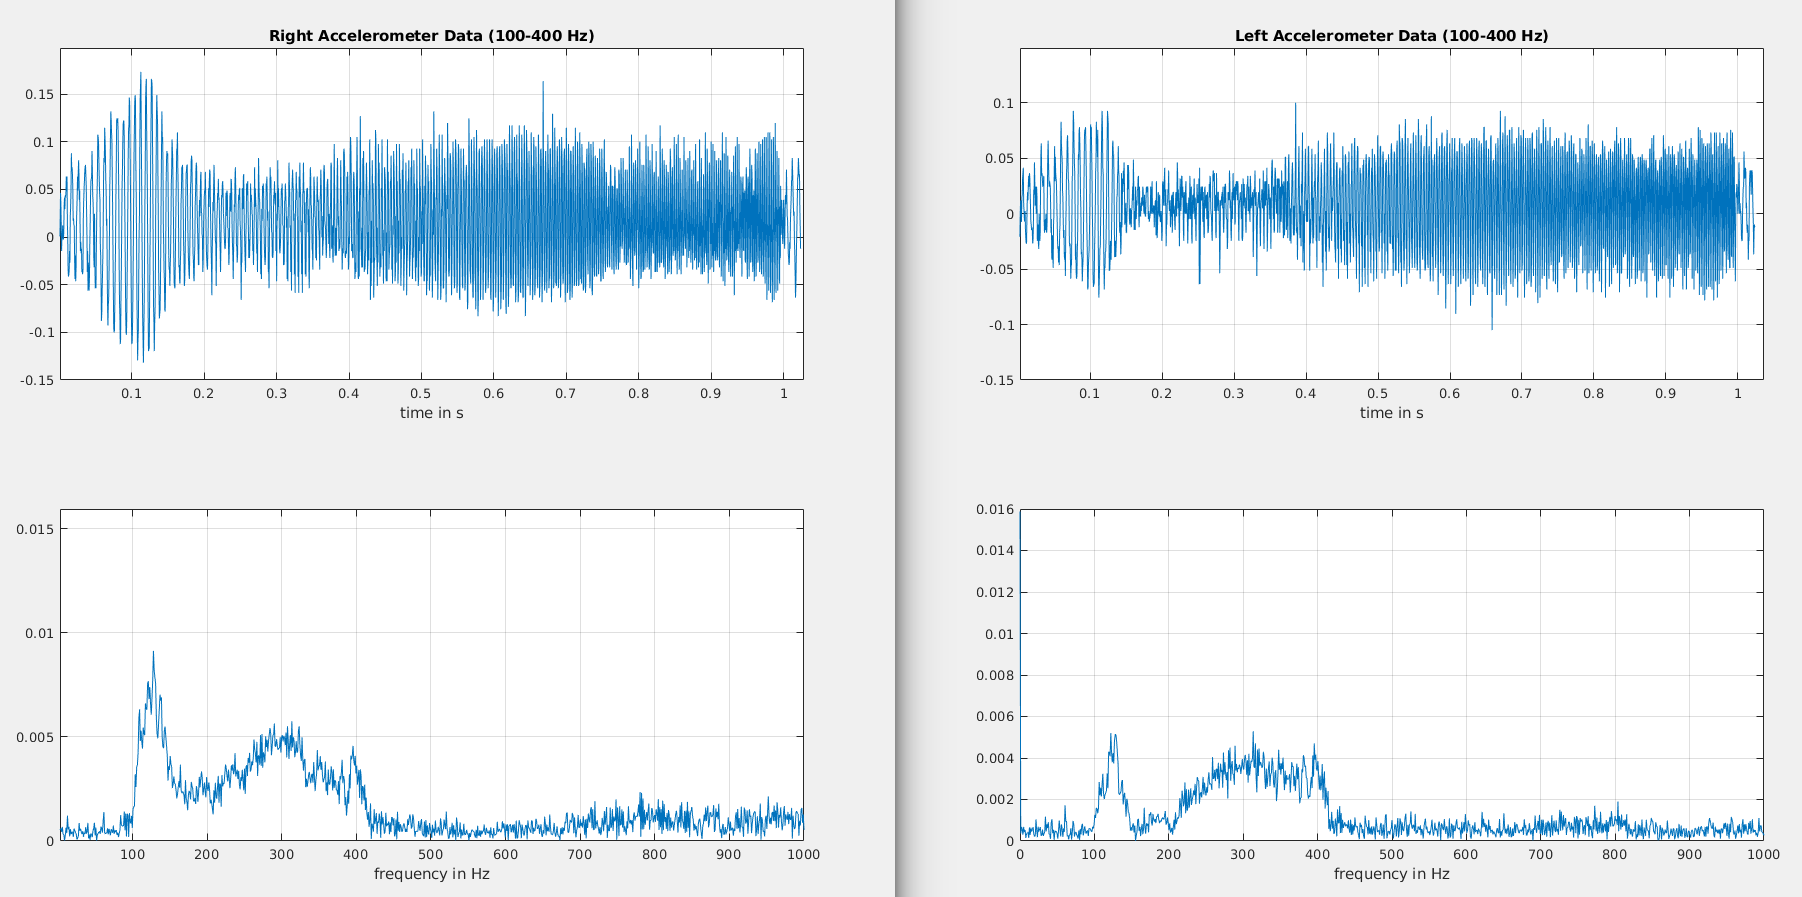 Right Accelerometer Data (100-400 Hz)
0.15
0.1
0.05
0
-0.05
-0.1
-0.15
0.1 0.2 0.3 0.4 0.5 0.6 0.7 0.8 0.9 1
time in s
0.015
0.01
0.005
0
100 200 300 400 500 600 700 800 900 1000
frequency in Hz
Left Accelerometer Data (100-400 Hz)
0.1
0.05
0
-0.05
-0.1
-0.15
0.1 0.2 0.3 0.4 0.5 0.6 0.7 0.8 0.9 1
time in s
0.016
0.014
0.012
0.01
0.008
0.006
0.004
0.002
0
0 100 200 300 400 500 600 700 800 900 1000
frequency in Hz